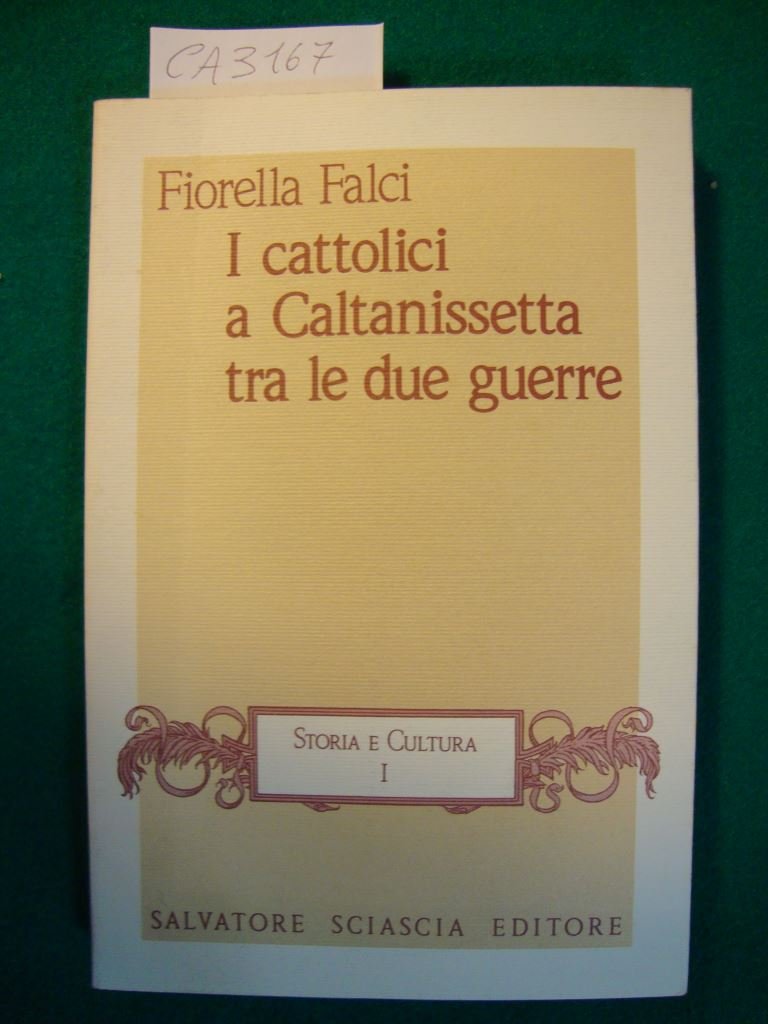 CA3167
Fiorella Falci
I cattolici
a Caltanissetta
tra le due guerre
STORIA E CULTURA
I
SALVATORE SCIASCIA EDITORE